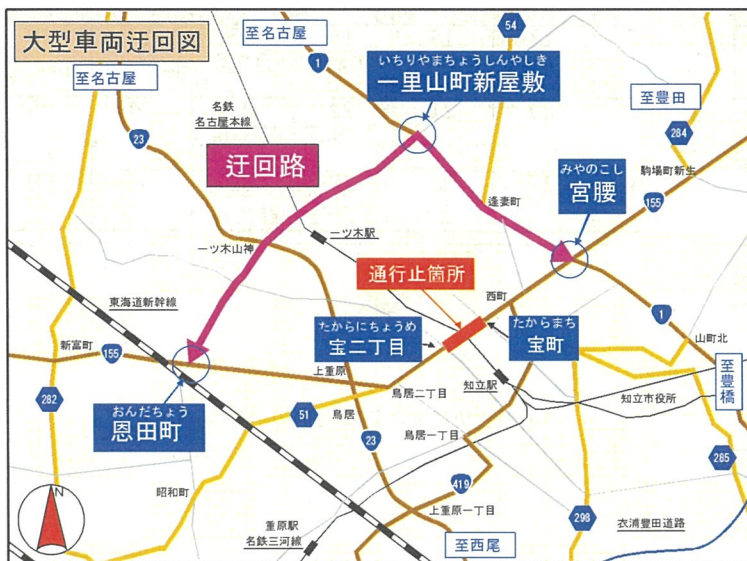 大型車両迂回図
至名古屋
至名古屋
1
54
いちりやまちょうしんやしき
一里山町新屋敷
至豊田
284
23
名鉄
名古屋本線
迂回路
駒場町新生
みやのこし
宮腰
155
逢妻町
一ツ木駅
一ツ木山神
通行止箇所
西町
東海道新幹線
たからにちょうめ
宝二丁目
たからまち
宝町
1
山町北
新富町
155
上重原
知立駅
至豊橋
282
おんだちょう
恩田町
鳥居二丁目
知立市役所
51
鳥居
23
鳥居一丁目
285
419
昭和町
上重原一丁目
298
衣浦豊田道路
N
重原駅
名鉄三河線
至西尾